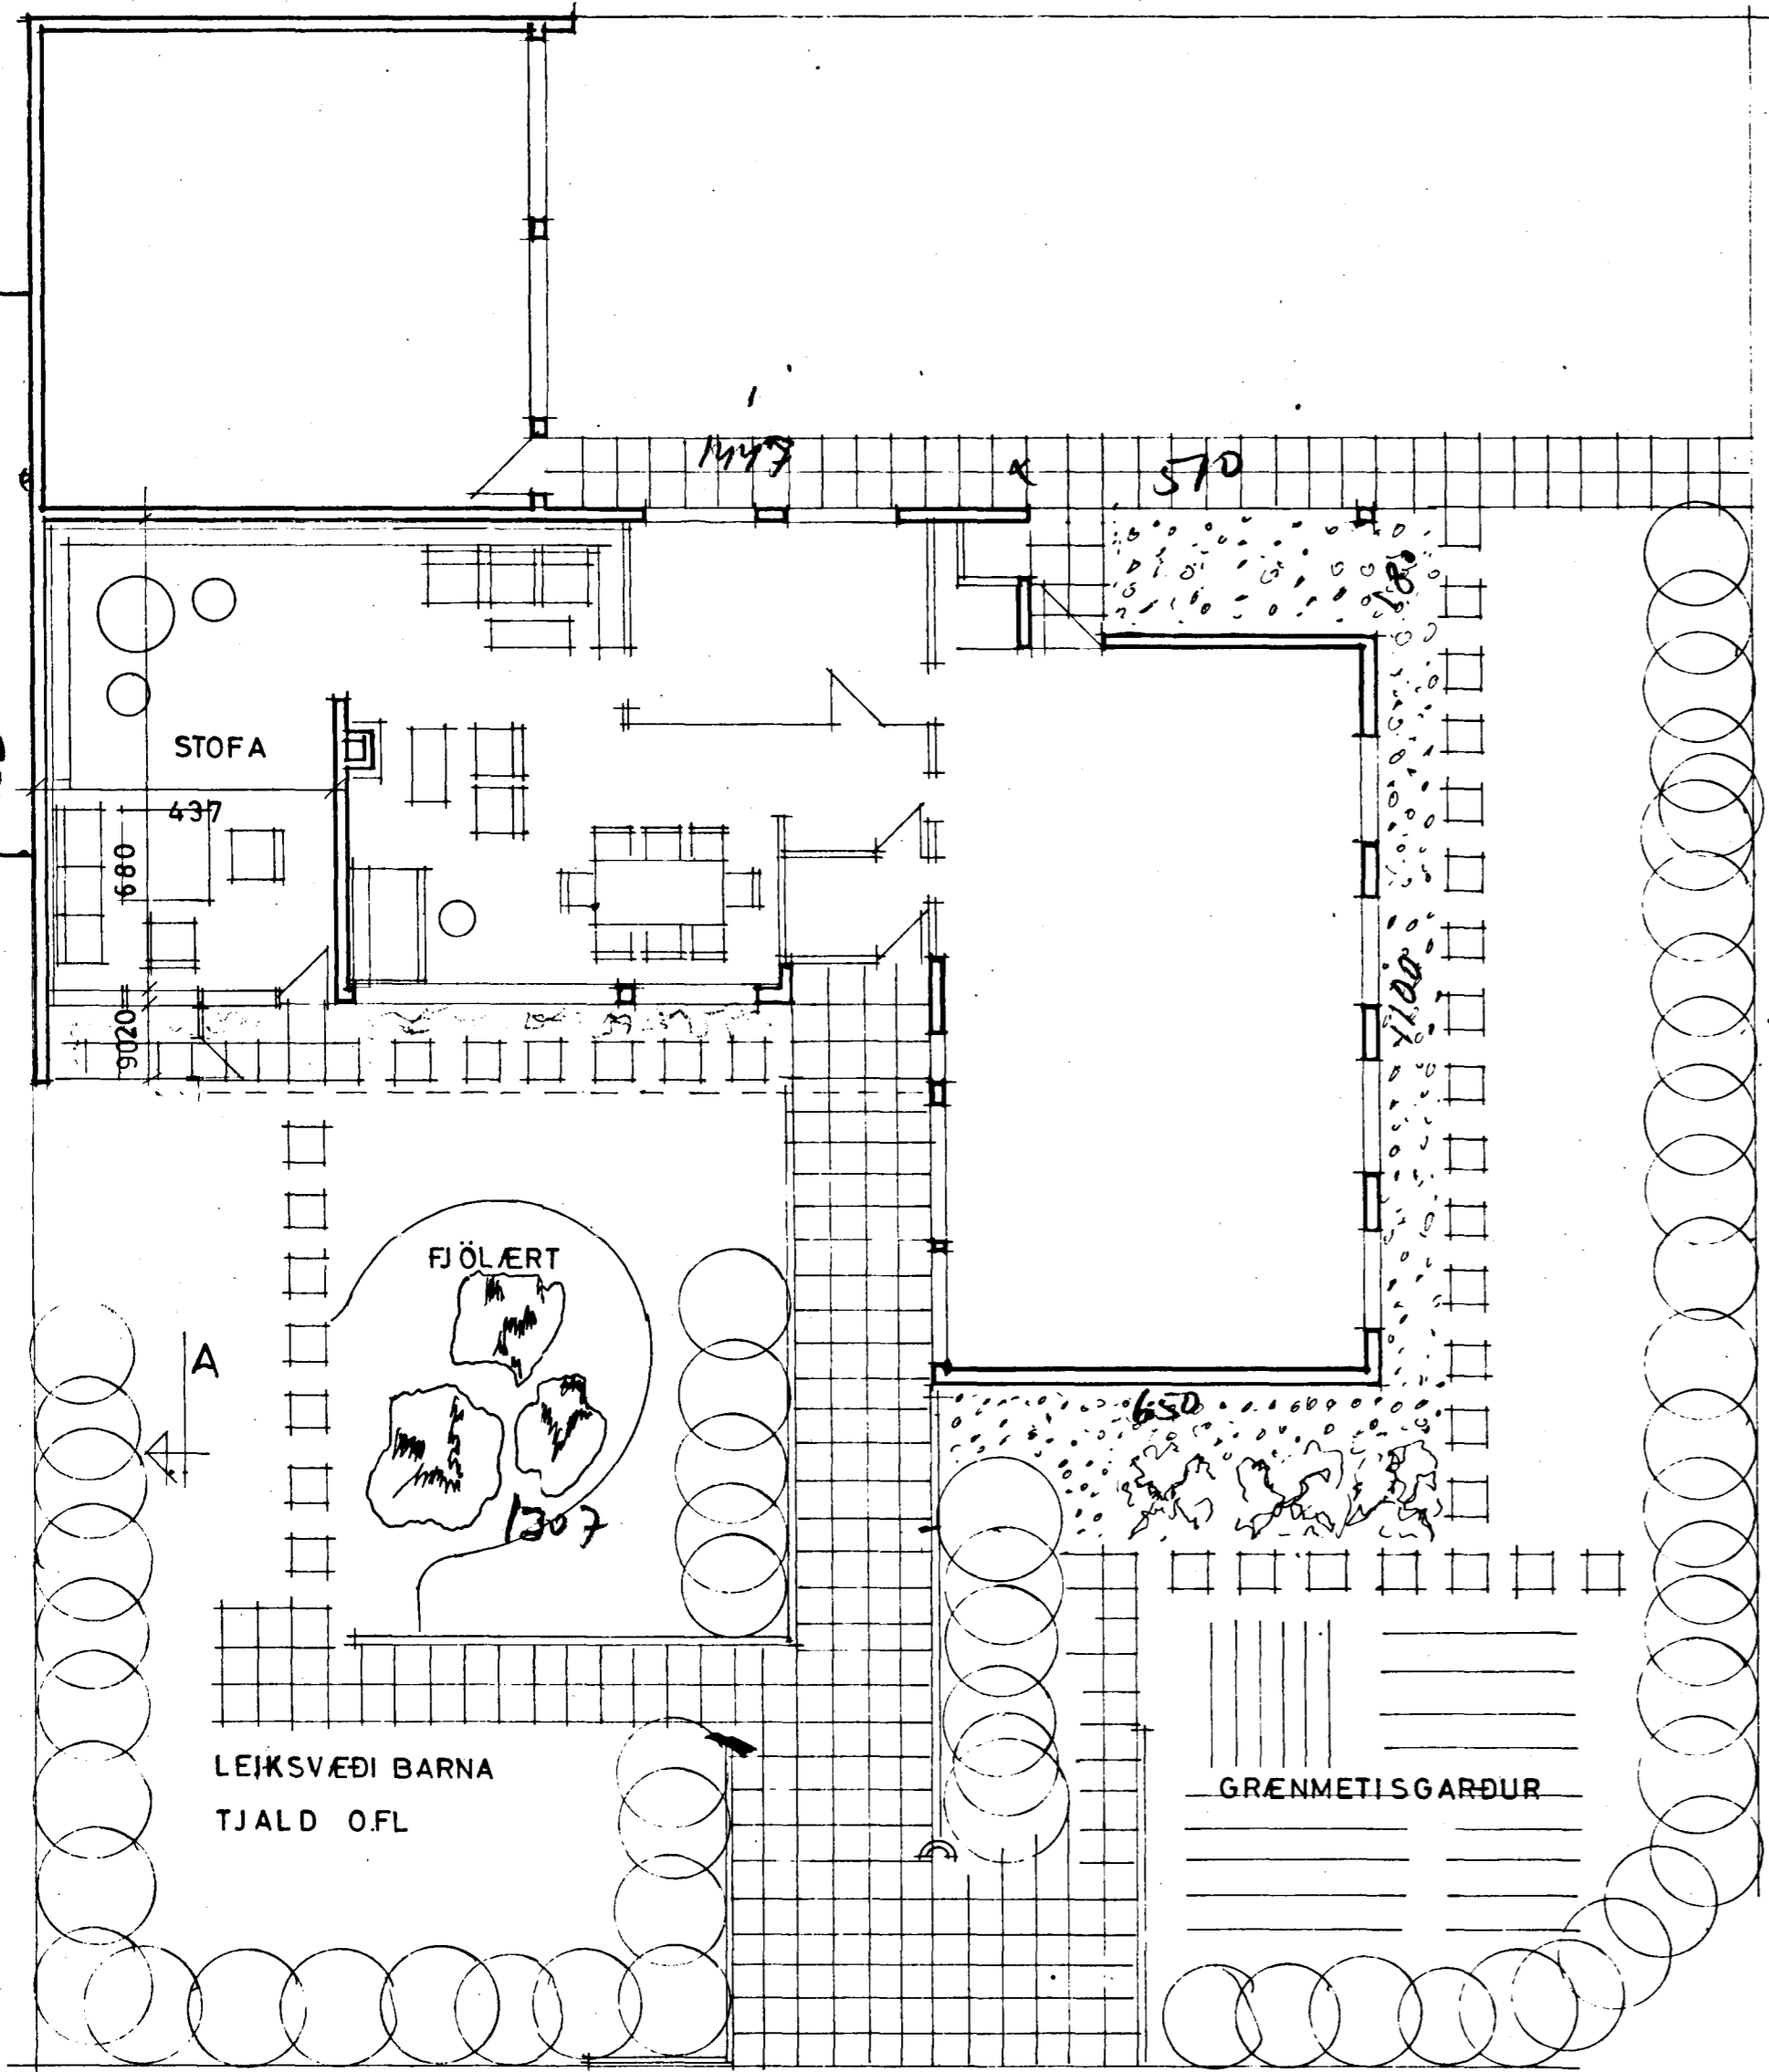 1447
570
180
STOFA
437
680
1100
9020
FJÖLÆRT
A
650
1307
LEIKSVÆÐI BARNA
TJALD O.FL
GRÆNMETISGARÐUR